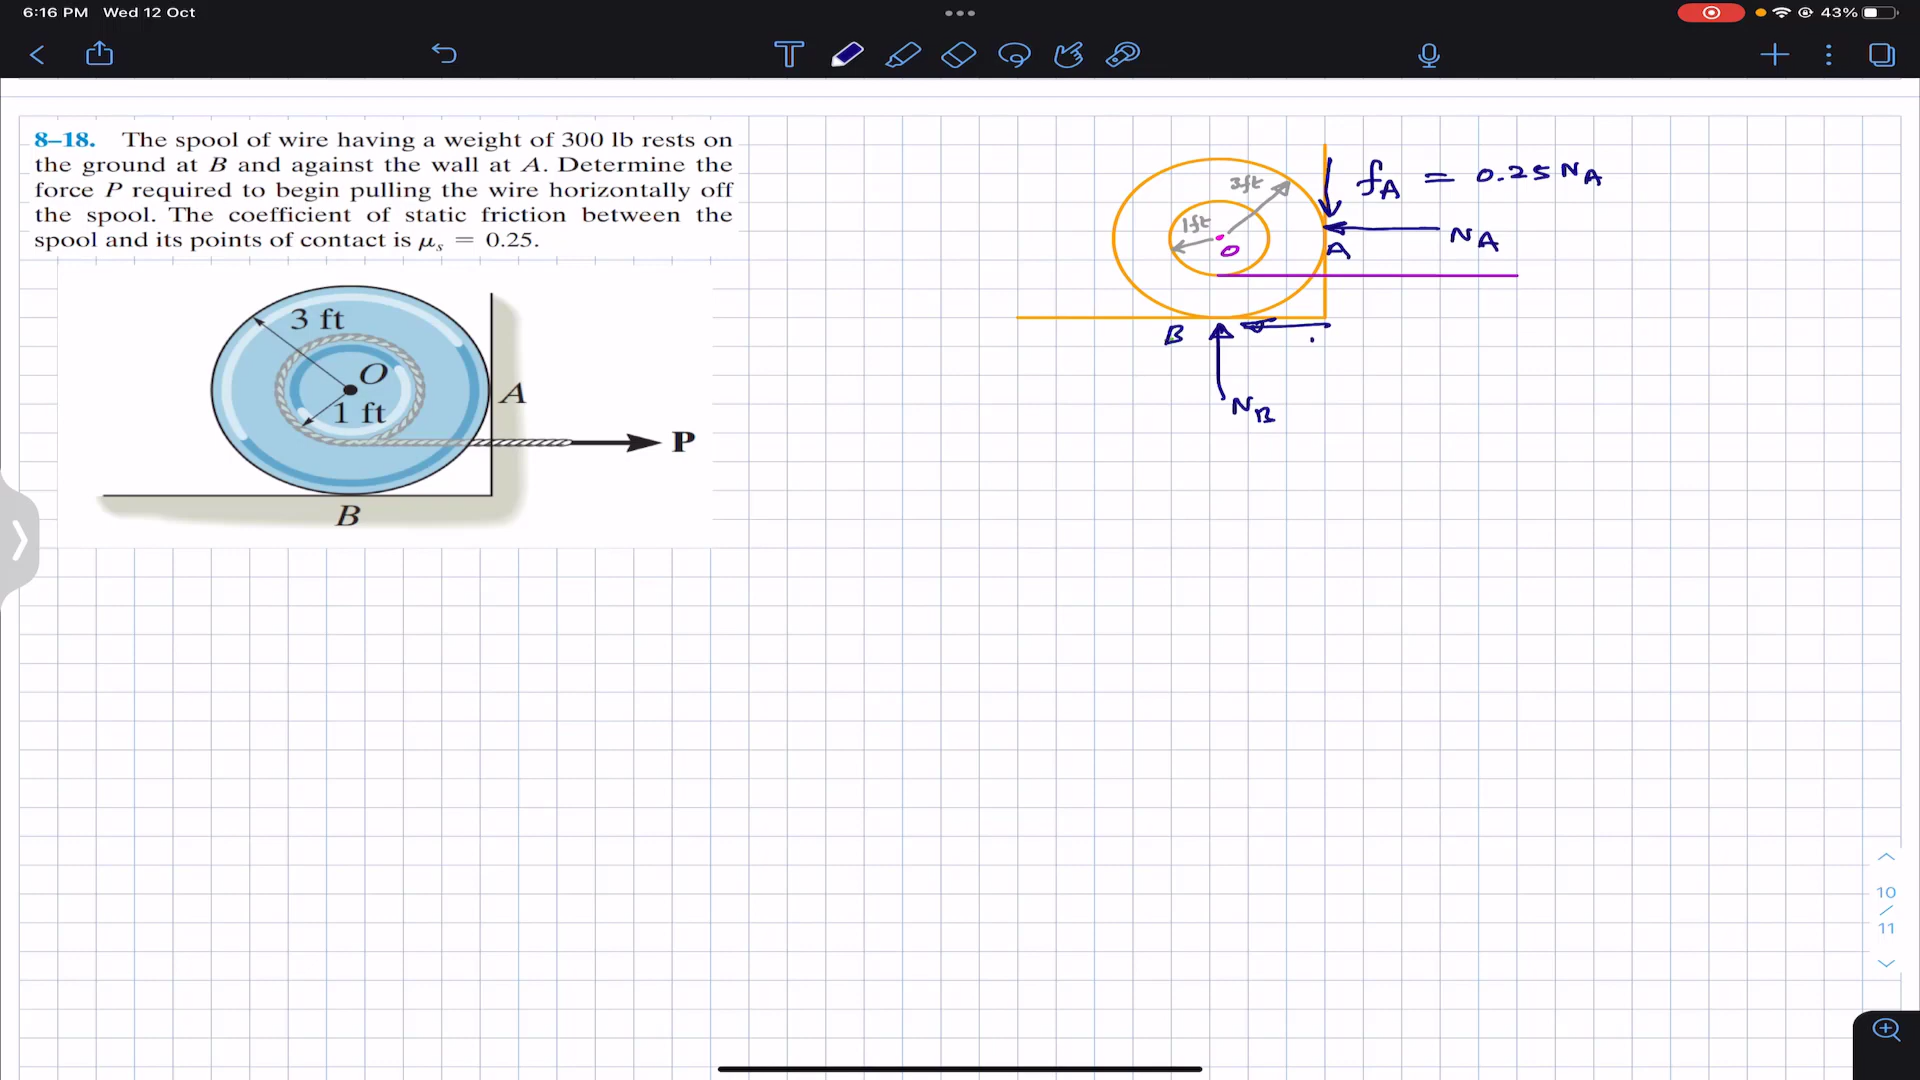 6:16 PM Wed 12 Oct
43%
8–18. The spool of wire having a weight of 300 lb rests on
the ground at B and against the wall at A. Determine the
force P required to begin pulling the wire horizontally off
the spool. The coefficient of static friction between the
spool and its points of contact is μs = 0.25.
3 ft
O
1 ft
A
P
B
3ft
1ft
O
fA = 0.25 NA
NA
A
B
NB
10
/
11